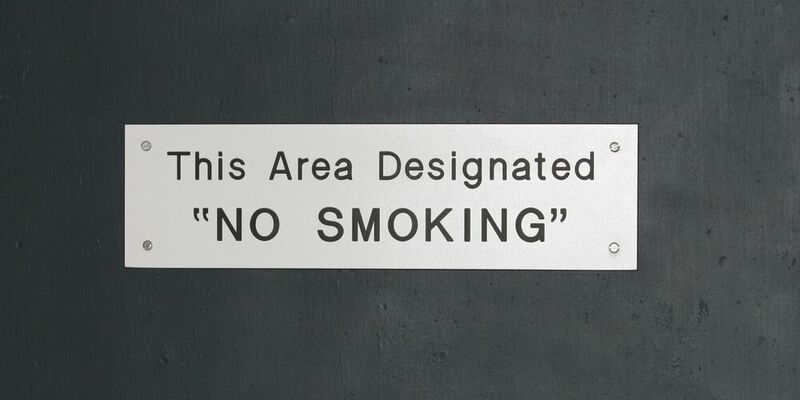 This Area Designated
“NO SMOKING”